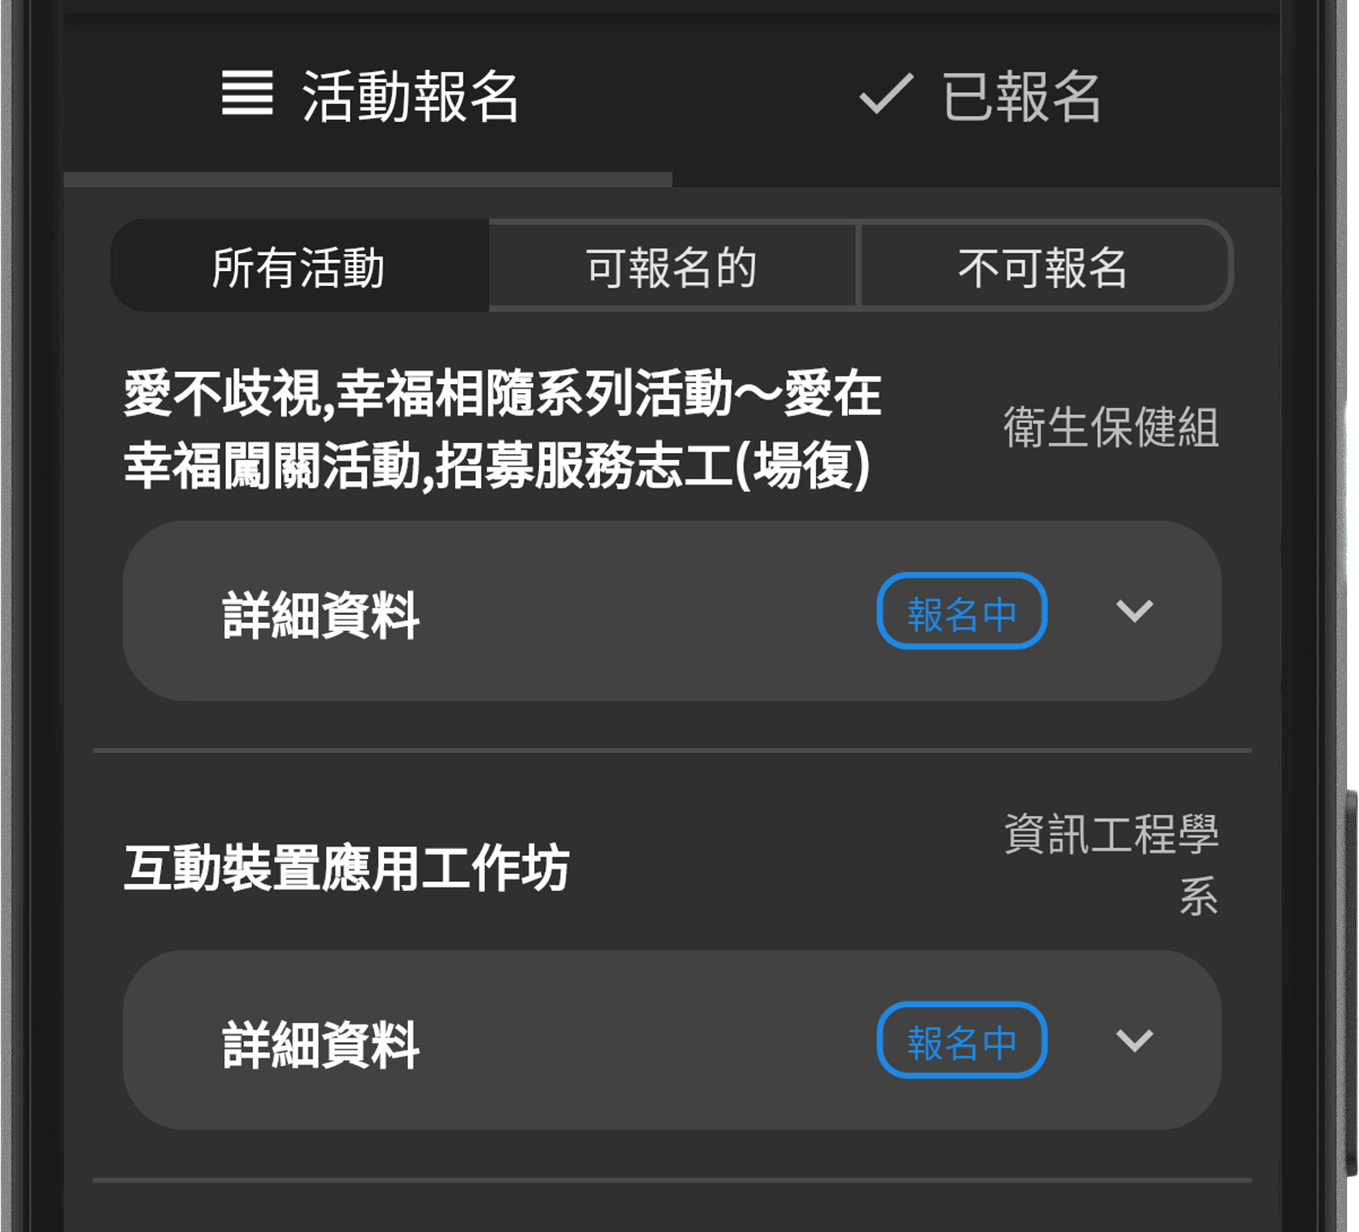 活動報名
已報名
所有活動
可報名的
不可報名
愛不歧視,幸福相隨系列活動～愛在
幸福闖關活動,招募服務志工(場復)
衛生保健組
詳細資料
報名中
互動裝置應用工作坊
資訊工程學
系
詳細資料
報名中